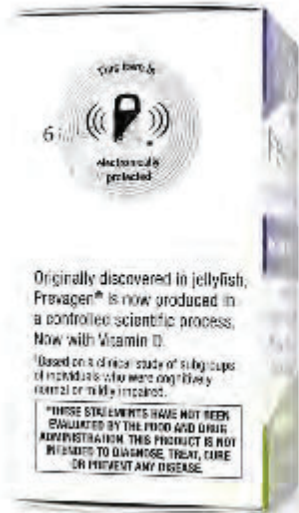 This item is
6
electronically
protected
Originally discovered in jellyfish,
Prevagen® is now produced in
a controlled scientific process.
Now with Vitamin D.
†Based on a clinical study of subgroups
of individuals who were cognitively
normal or mildly impaired.
*THESE STATEMENTS HAVE NOT BEEN
EVALUATED BY THE FOOD AND DRUG
ADMINISTRATION. THIS PRODUCT IS NOT
INTENDED TO DIAGNOSE, TREAT, CURE
OR PREVENT ANY DISEASE.